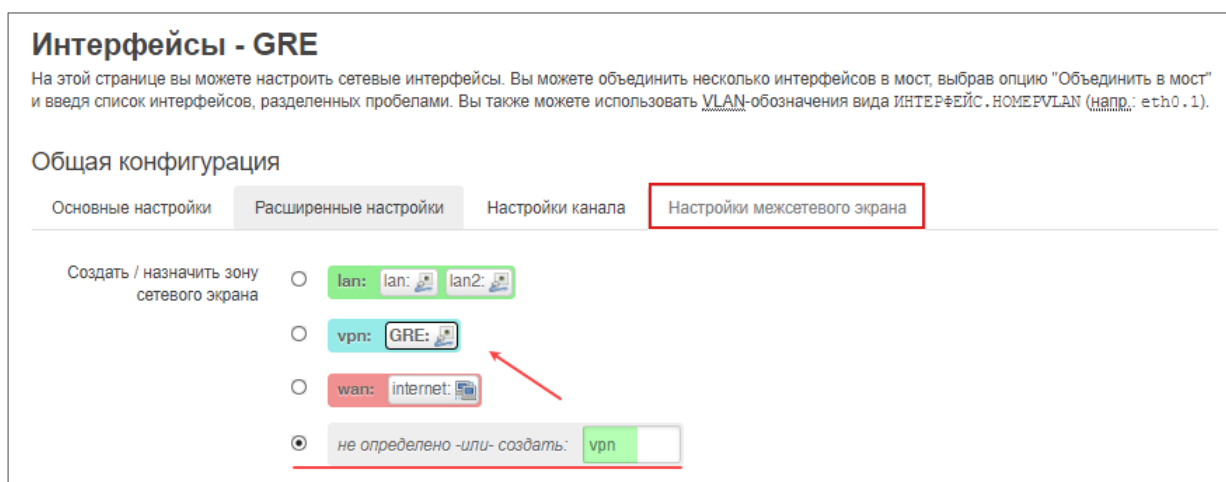 Интерфейсы - GRE
На этой странице вы можете настроить сетевые интерфейсы. Вы можете объединить несколько интерфейсов в мост, выбрав опцию "Объединить в мост"
и введя список интерфейсов, разделенных пробелами. Вы также можете использовать VLAN-обозначения вида ИНТЕРФЕЙС.HOMEPVLAN (напр.: eth0.1).
Общая конфигурация
Основные настройки Расширенные настройки Настройки канала Настройки межсетевого экрана
Создать / назначить зону
сетевого экрана
lan: lan: lan2:
vpn: GRE:
wan: internet:
не определено -или- создать: vpn